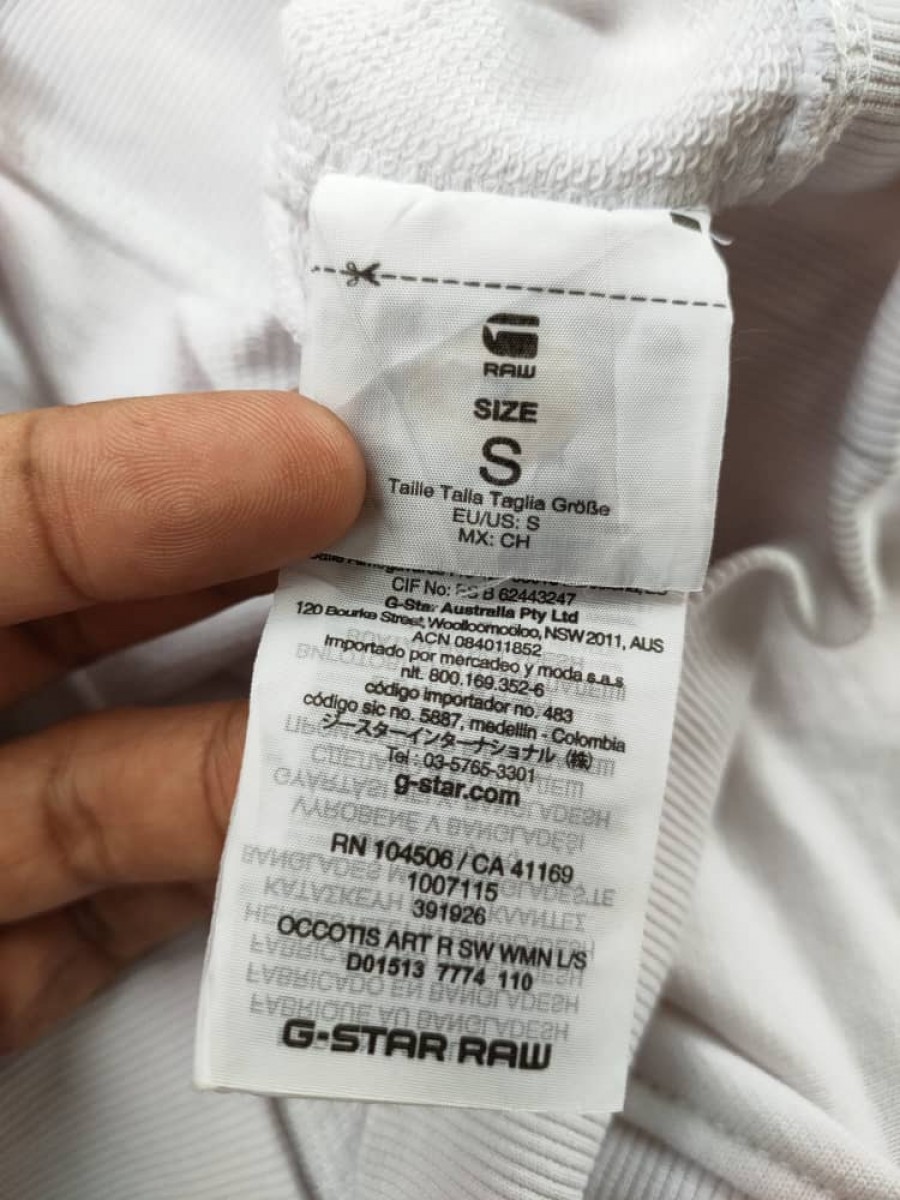 RAW
SIZE
S
Taille Talla Taglia Größe
EU/US: S
MX: CH
CIF No: ES B 62443247
G-Star Australia Pty Ltd
120 Bourke Street, Woolloomooloo, NSW 2011, AUS
ACN 084011852
Importado por mercadeo y moda s.a.s
nit. 800.169.352-6
código importador no. 483
código sic no. 5887, medellin - Colombia
ジースターインターナショナル (株)
Tel : 03-5765-3301
g-star.com
RN 104506 / CA 41169
1007115
391926
OCCOTIS ART R SW WMN L/S
D01513 7774 110
G-STAR RAW